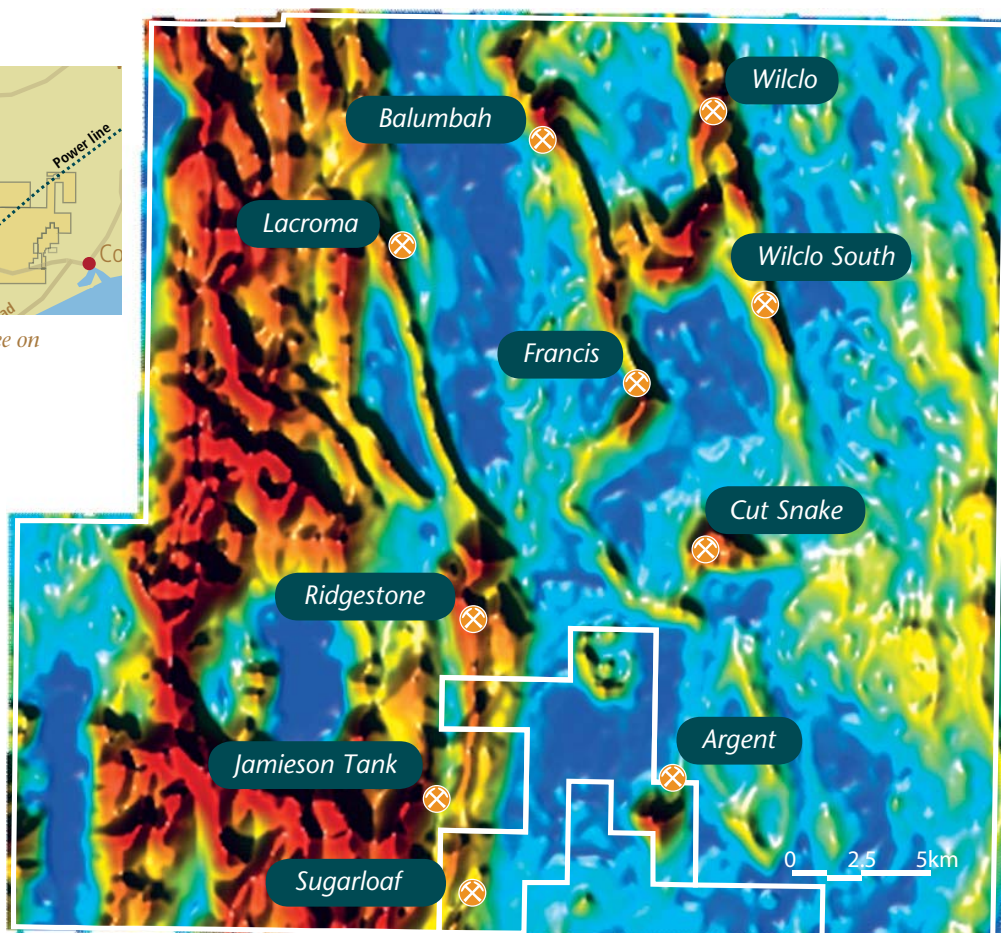 Power line
Co
ad
e on
Wilclo
Balumbah
Lacroma
Wilclo South
Francis
Cut Snake
Ridgestone
Argent
Jamieson Tank
Sugarloaf
0 2.5 5km